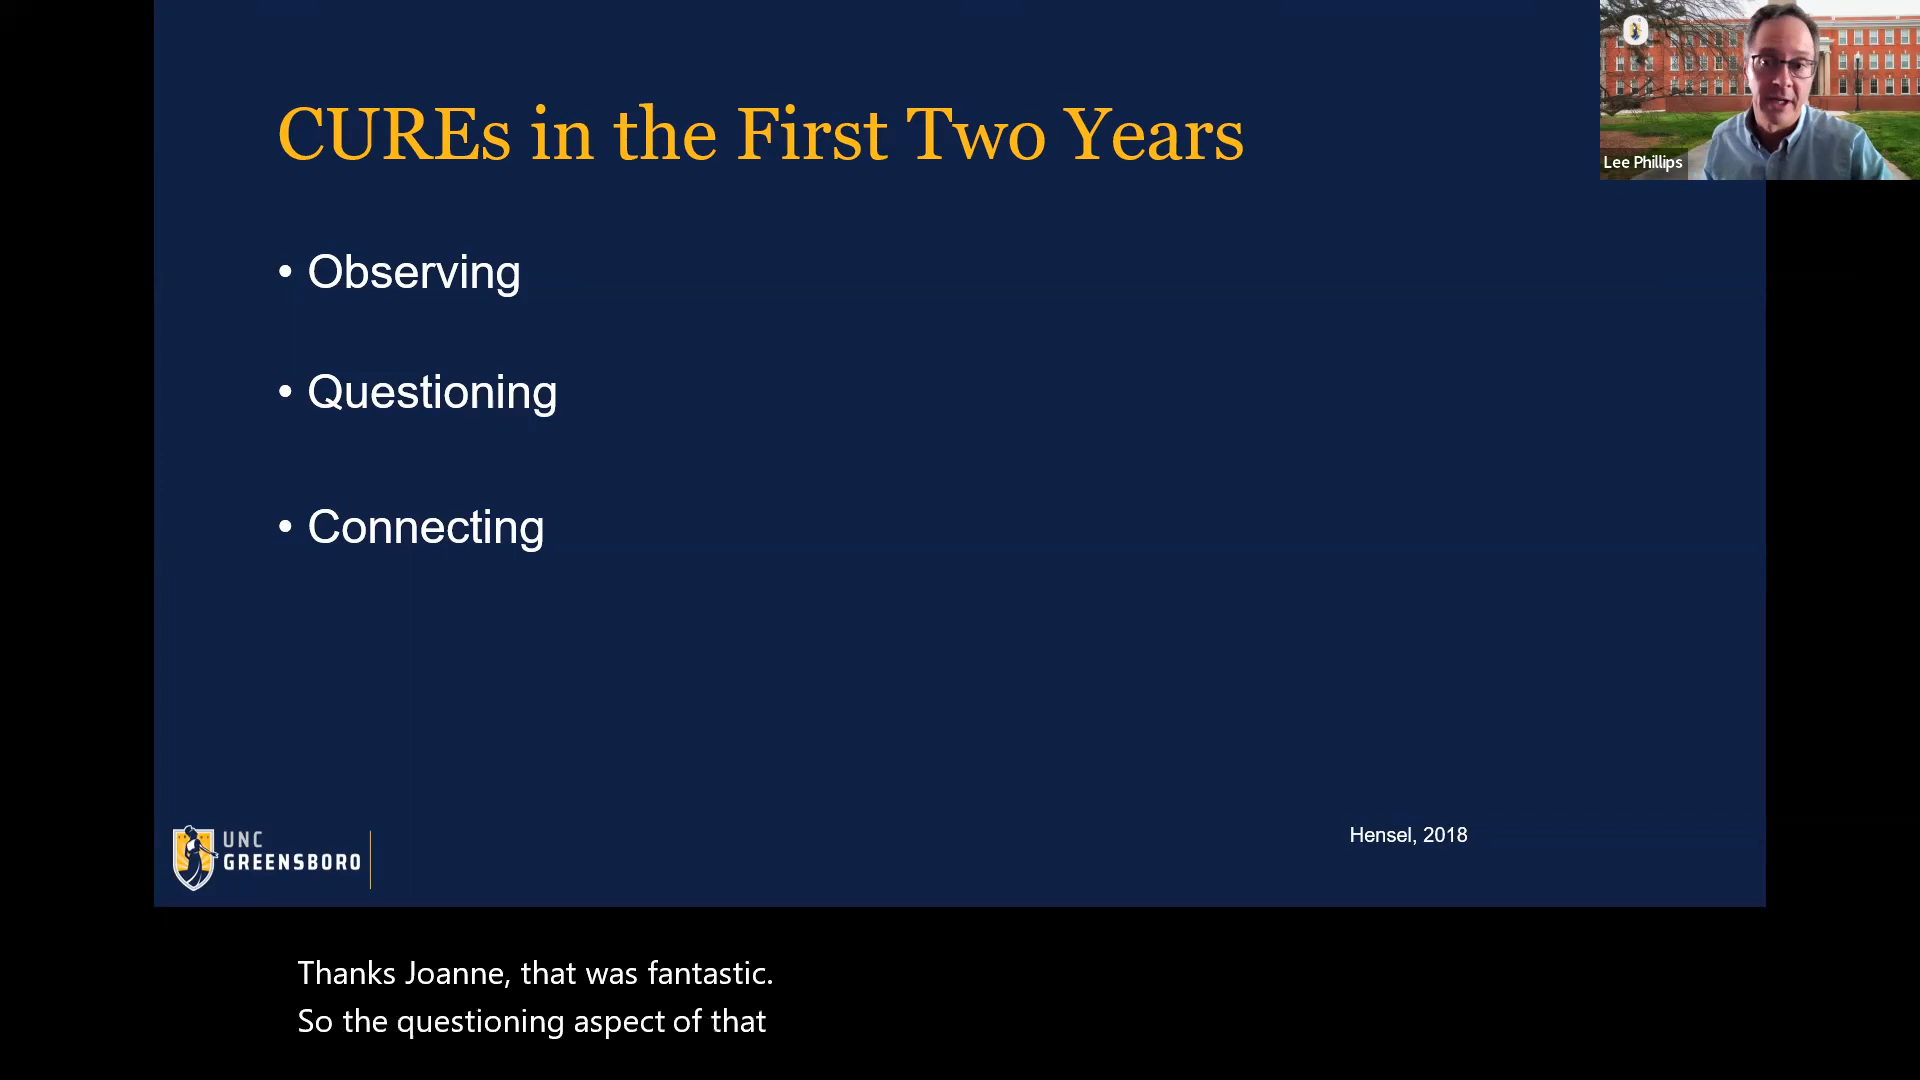 CUREs in the First Two Years
Lee Phillips
• Observing
• Questioning
• Connecting
UNC
GREENSBORO
Hensel, 2018
Thanks Joanne, that was fantastic.
So the questioning aspect of that